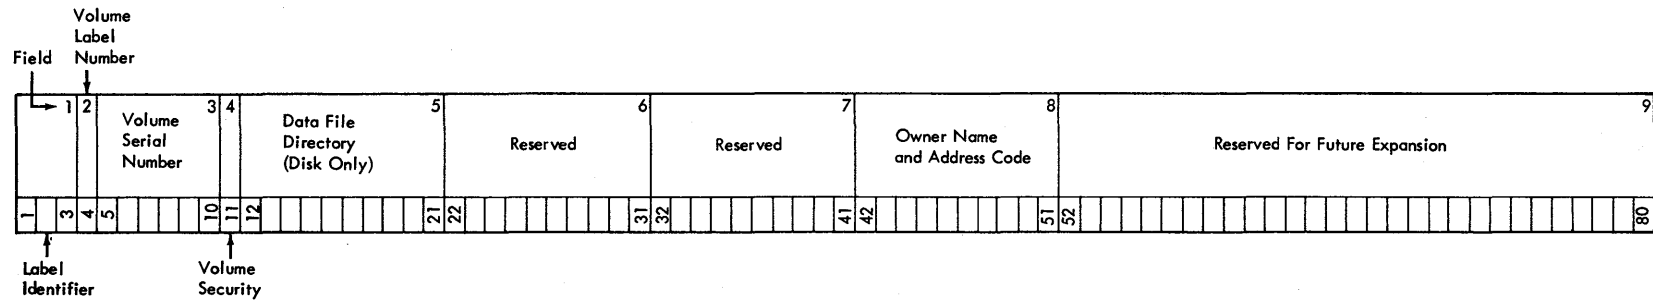 Volume
Label
Number
Field
1 2 3 4 5 6 7 8 9
Volume
Serial
Number
Data File
Directory
(Disk Only)
Reserved
Reserved
Owner Name
and Address Code
Reserved For Future Expansion
1 3 4 5 10 11 12 21 22 31 32 41 42 51 52 80
Label
Identifier
Volume
Security